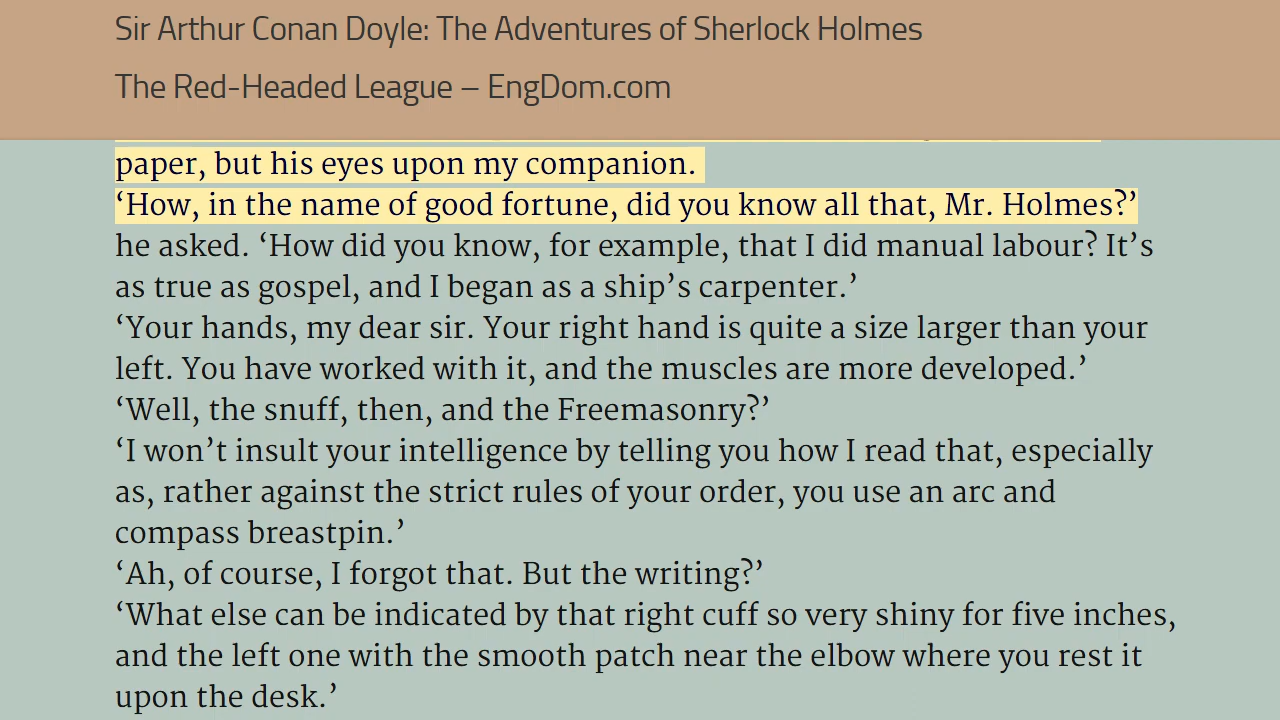 Sir Arthur Conan Doyle: The Adventures of Sherlock Holmes
The Red-Headed League – EngDom.com
paper, but his eyes upon my companion.
‘How, in the name of good fortune, did you know all that, Mr. Holmes?’
he asked. ‘How did you know, for example, that I did manual labour? It’s
as true as gospel, and I began as a ship’s carpenter.’
‘Your hands, my dear sir. Your right hand is quite a size larger than your
left. You have worked with it, and the muscles are more developed.’
‘Well, the snuff, then, and the Freemasonry?’
‘I won’t insult your intelligence by telling you how I read that, especially
as, rather against the strict rules of your order, you use an arc and
compass breastpin.’
‘Ah, of course, I forgot that. But the writing?’
‘What else can be indicated by that right cuff so very shiny for five inches,
and the left one with the smooth patch near the elbow where you rest it
upon the desk.’